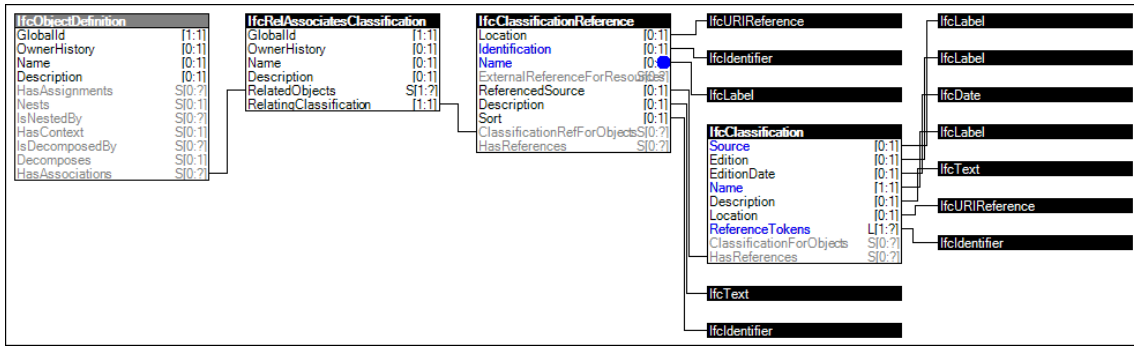 IfcObjectDefinition
GlobalId [1:1]
OwnerHistory [0:1]
Name [0:1]
Description [0:1]
HasAssignments S[0:?]
Nests S[0:1]
IsNestedBy S[0:?]
HasContext S[0:1]
IsDecomposedBy S[0:?]
Decomposes S[0:1]
HasAssociations S[0:?]
IfcRelAssociatesClassification
GlobalId [1:1]
OwnerHistory [0:1]
Name [0:1]
Description [0:1]
RelatedObjects S[1:?]
RelatingClassification [1:1]
IfcClassificationReference
Location [0:1]
Identification [0:1]
Name [0:
ExternalReferenceForResources S[0:?]
ReferencedSource [0:1]
Description [0:1]
Sort [0:1]
ClassificationRefForObjects S[0:?]
HasReferences S[0:?]
IfcURIReference
IfcIdentifier
IfcLabel
IfcClassification
Source [0:1]
Edition [0:1]
EditionDate [0:1]
Name [1:1]
Description [0:1]
Location [0:1]
ReferenceTokens L[1:?]
ClassificationForObjects S[0:?]
HasReferences S[0:?]
IfcText
IfcIdentifier
IfcLabel
IfcLabel
IfcDate
IfcLabel
IfcText
IfcURIReference
IfcIdentifier